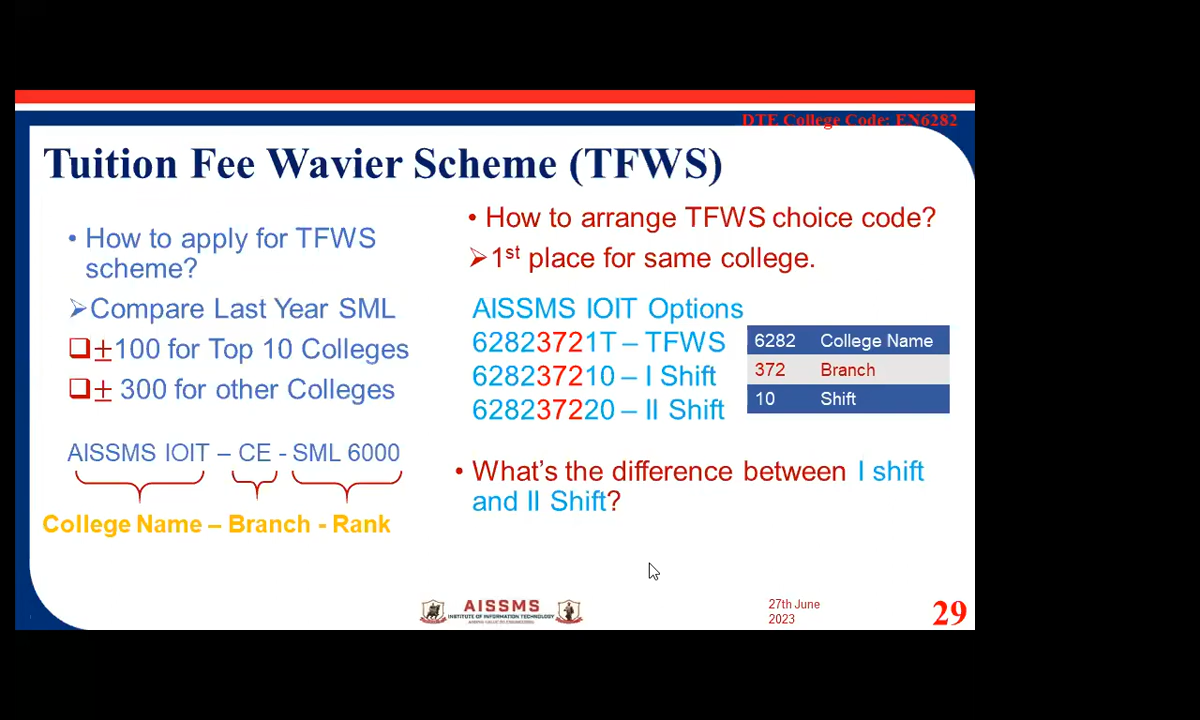 DTE College Code: EN6282
Tuition Fee Wavier Scheme (TFWS)
• How to apply for TFWS
scheme?
➢Compare Last Year SML
❑±100 for Top 10 Colleges
❑± 300 for other Colleges
AISSMS IOIT – CE - SML 6000
College Name – Branch - Rank
• How to arrange TFWS choice code?
➢1st place for same college.
AISSMS IOIT Options
62823721T – TFWS
628237210 – I Shift
628237220 – II Shift
6282 College Name
372 Branch
10 Shift
• What's the difference between I shift
and II Shift?
AISSMS
INSTITUTE OF INFORMATION TECHNOLOGY
27th June
2023
29